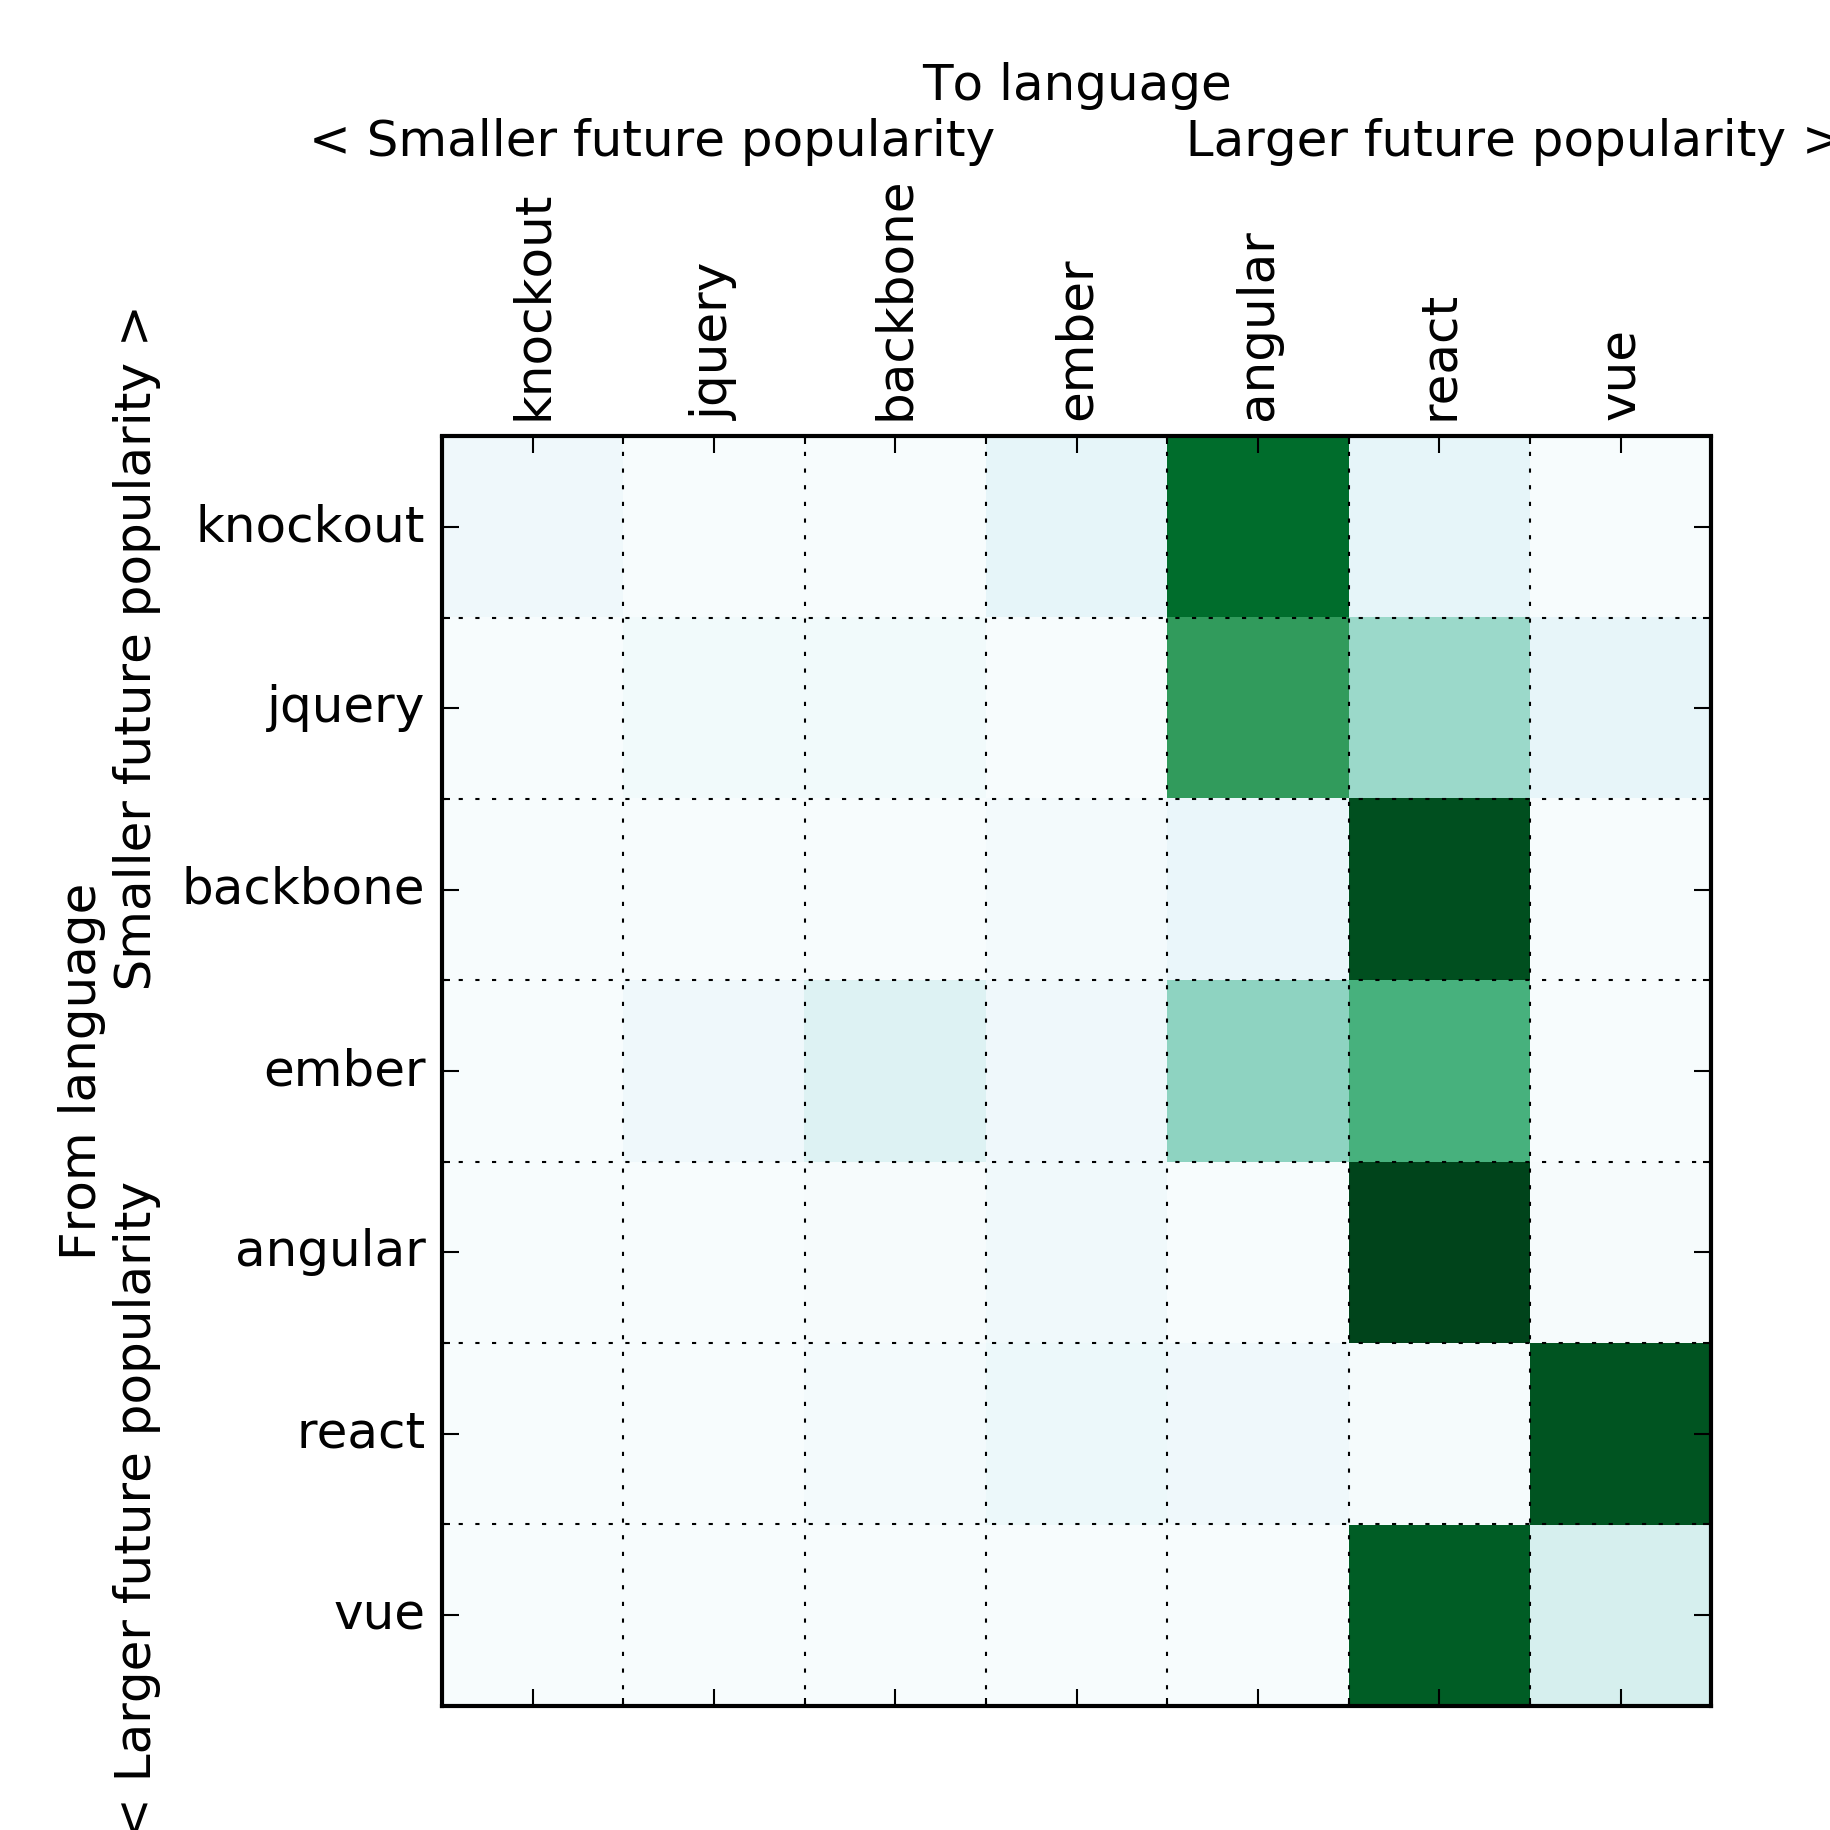 To language
< Smaller future popularity Larger future popularity >
knockout
jquery
backbone
ember
angular
react
vue
From language
< Larger future popularity Smaller future popularity >
knockout
jquery
backbone
ember
angular
react
vue